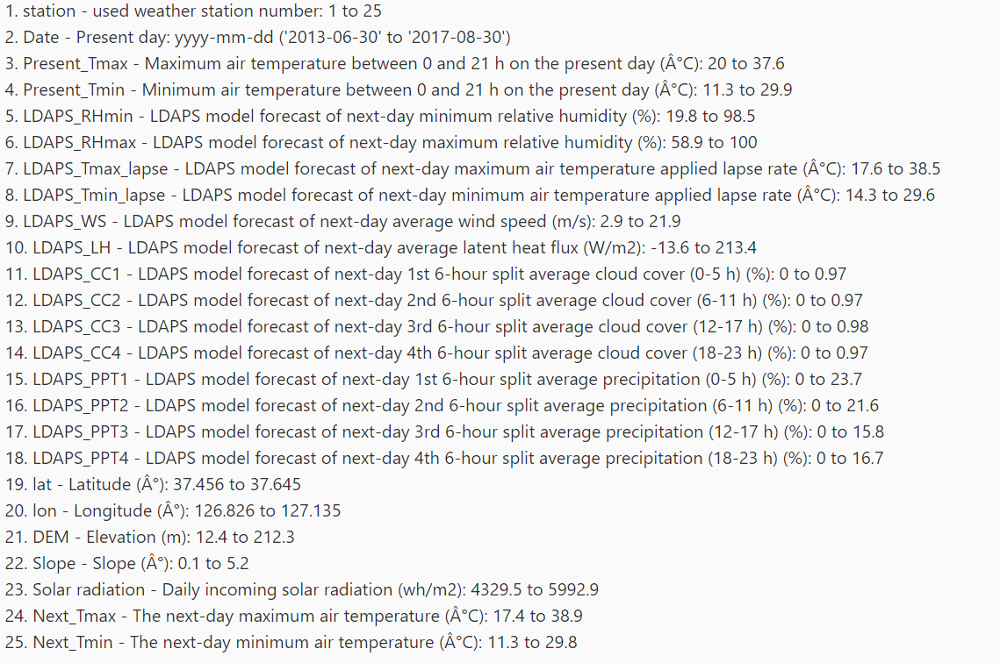 1. station - used weather station number: 1 to 25
2. Date - Present day: yyyy-mm-dd ('2013-06-30' to '2017-08-30')
3. Present_Tmax - Maximum air temperature between 0 and 21 h on the present day (Â°C): 20 to 37.6
4. Present_Tmin - Minimum air temperature between 0 and 21 h on the present day (Â°C): 11.3 to 29.9
5. LDAPS_RHmin - LDAPS model forecast of next-day minimum relative humidity (%): 19.8 to 98.5
6. LDAPS_RHmax - LDAPS model forecast of next-day maximum relative humidity (%): 58.9 to 100
7. LDAPS_Tmax_lapse - LDAPS model forecast of next-day maximum air temperature applied lapse rate (Â°C): 17.6 to 38.5
8. LDAPS_Tmin_lapse - LDAPS model forecast of next-day minimum air temperature applied lapse rate (Â°C): 14.3 to 29.6
9. LDAPS_WS - LDAPS model forecast of next-day average wind speed (m/s): 2.9 to 21.9
10. LDAPS_LH - LDAPS model forecast of next-day average latent heat flux (W/m2): -13.6 to 213.4
11. LDAPS_CC1 - LDAPS model forecast of next-day 1st 6-hour split average cloud cover (0-5 h) (%): 0 to 0.97
12. LDAPS_CC2 - LDAPS model forecast of next-day 2nd 6-hour split average cloud cover (6-11 h) (%): 0 to 0.97
13. LDAPS_CC3 - LDAPS model forecast of next-day 3rd 6-hour split average cloud cover (12-17 h) (%): 0 to 0.98
14. LDAPS_CC4 - LDAPS model forecast of next-day 4th 6-hour split average cloud cover (18-23 h) (%): 0 to 0.97
15. LDAPS_PPT1 - LDAPS model forecast of next-day 1st 6-hour split average precipitation (0-5 h) (%): 0 to 23.7
16. LDAPS_PPT2 - LDAPS model forecast of next-day 2nd 6-hour split average precipitation (6-11 h) (%): 0 to 21.6
17. LDAPS_PPT3 - LDAPS model forecast of next-day 3rd 6-hour split average precipitation (12-17 h) (%): 0 to 15.8
18. LDAPS_PPT4 - LDAPS model forecast of next-day 4th 6-hour split average precipitation (18-23 h) (%): 0 to 16.7
19. lat - Latitude (Â°): 37.456 to 37.645
20. lon - Longitude (Â°): 126.826 to 127.135
21. DEM - Elevation (m): 12.4 to 212.3
22. Slope - Slope (Â°): 0.1 to 5.2
23. Solar radiation - Daily incoming solar radiation (wh/m2): 4329.5 to 5992.9
24. Next_Tmax - The next-day maximum air temperature (Â°C): 17.4 to 38.9
25. Next_Tmin - The next-day minimum air temperature (Â°C): 11.3 to 29.8